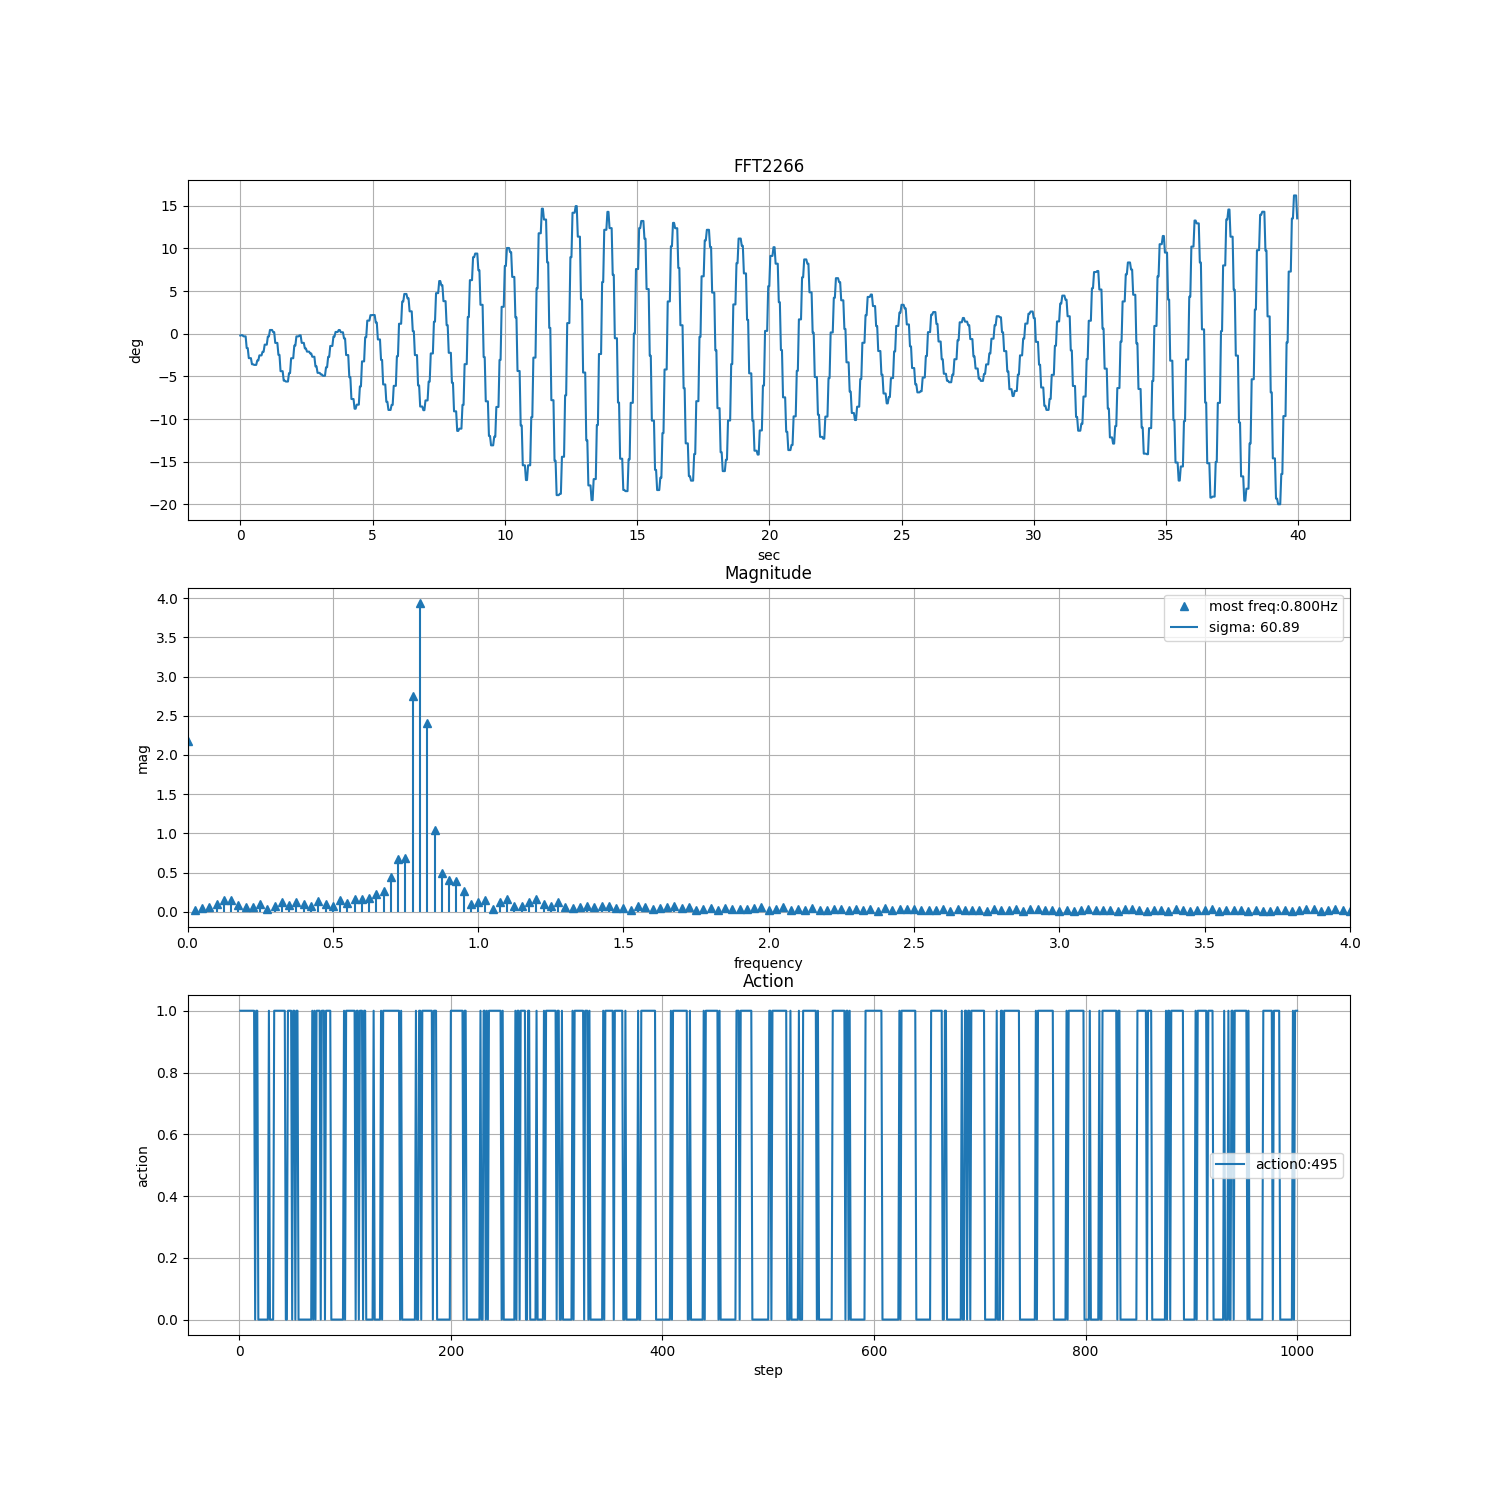 FFT2266
15
10
5
0
−5
−10
−15
−20
deg
0 5 10 15 20 25 30 35 40
sec
Magnitude
4.0
3.5
3.0
2.5
2.0
1.5
1.0
0.5
0.0
mag
most freq:0.800Hz
sigma: 60.89
0.0 0.5 1.0 1.5 2.0 2.5 3.0 3.5 4.0
frequency
Action
1.0
0.8
0.6
0.4
0.2
0.0
action
action0:495
0 200 400 600 800 1000
step